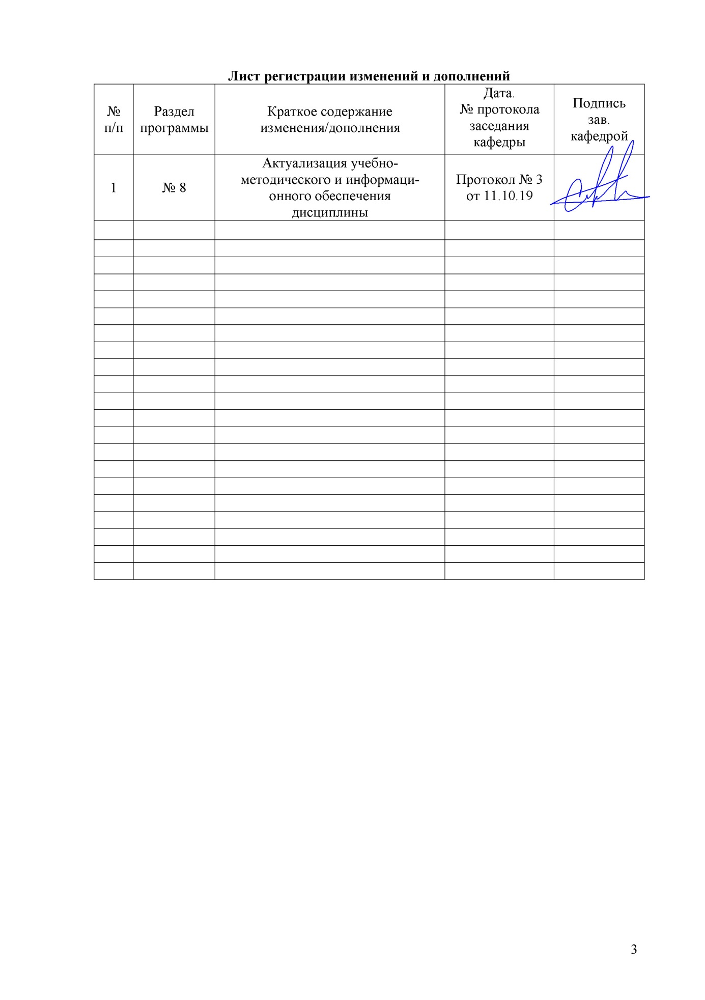 Лист регистрации изменений и дополнений
№
п/п
Раздел
программы
Краткое содержание
изменения/дополнения
Дата.
№ протокола
заседания
кафедры
Подпись
зав.
кафедрой
1
№ 8
Актуализация учебно-
методического и информаци-
онного обеспечения
дисциплины
Протокол № 3
от 11.10.19
3